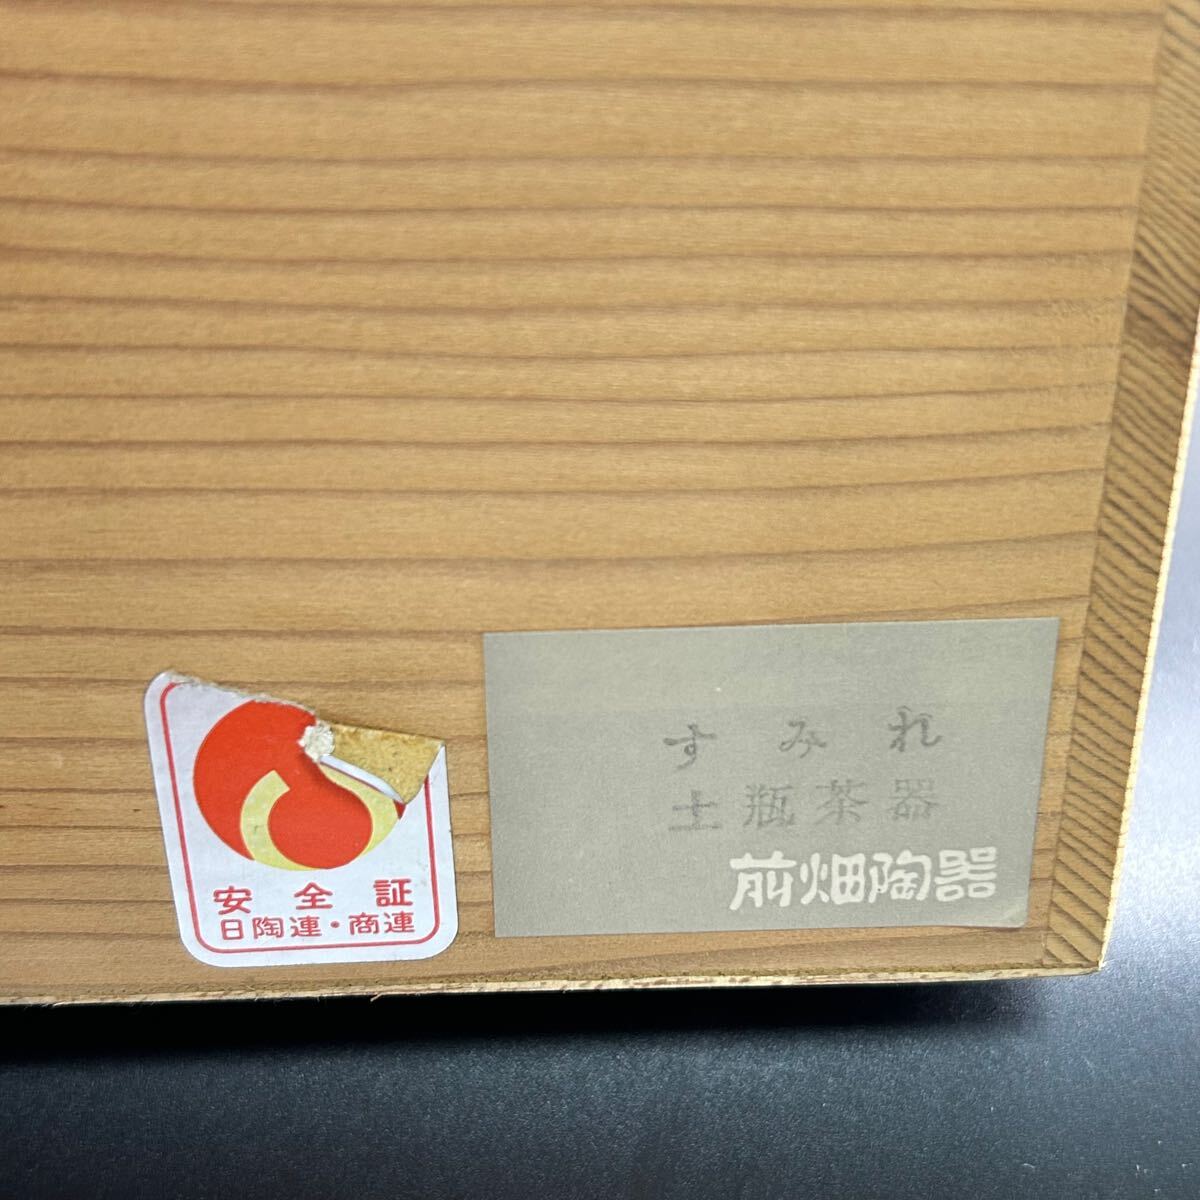 安全証
日陶連・商連
すみれ
土瓶茶器
前畑陶器